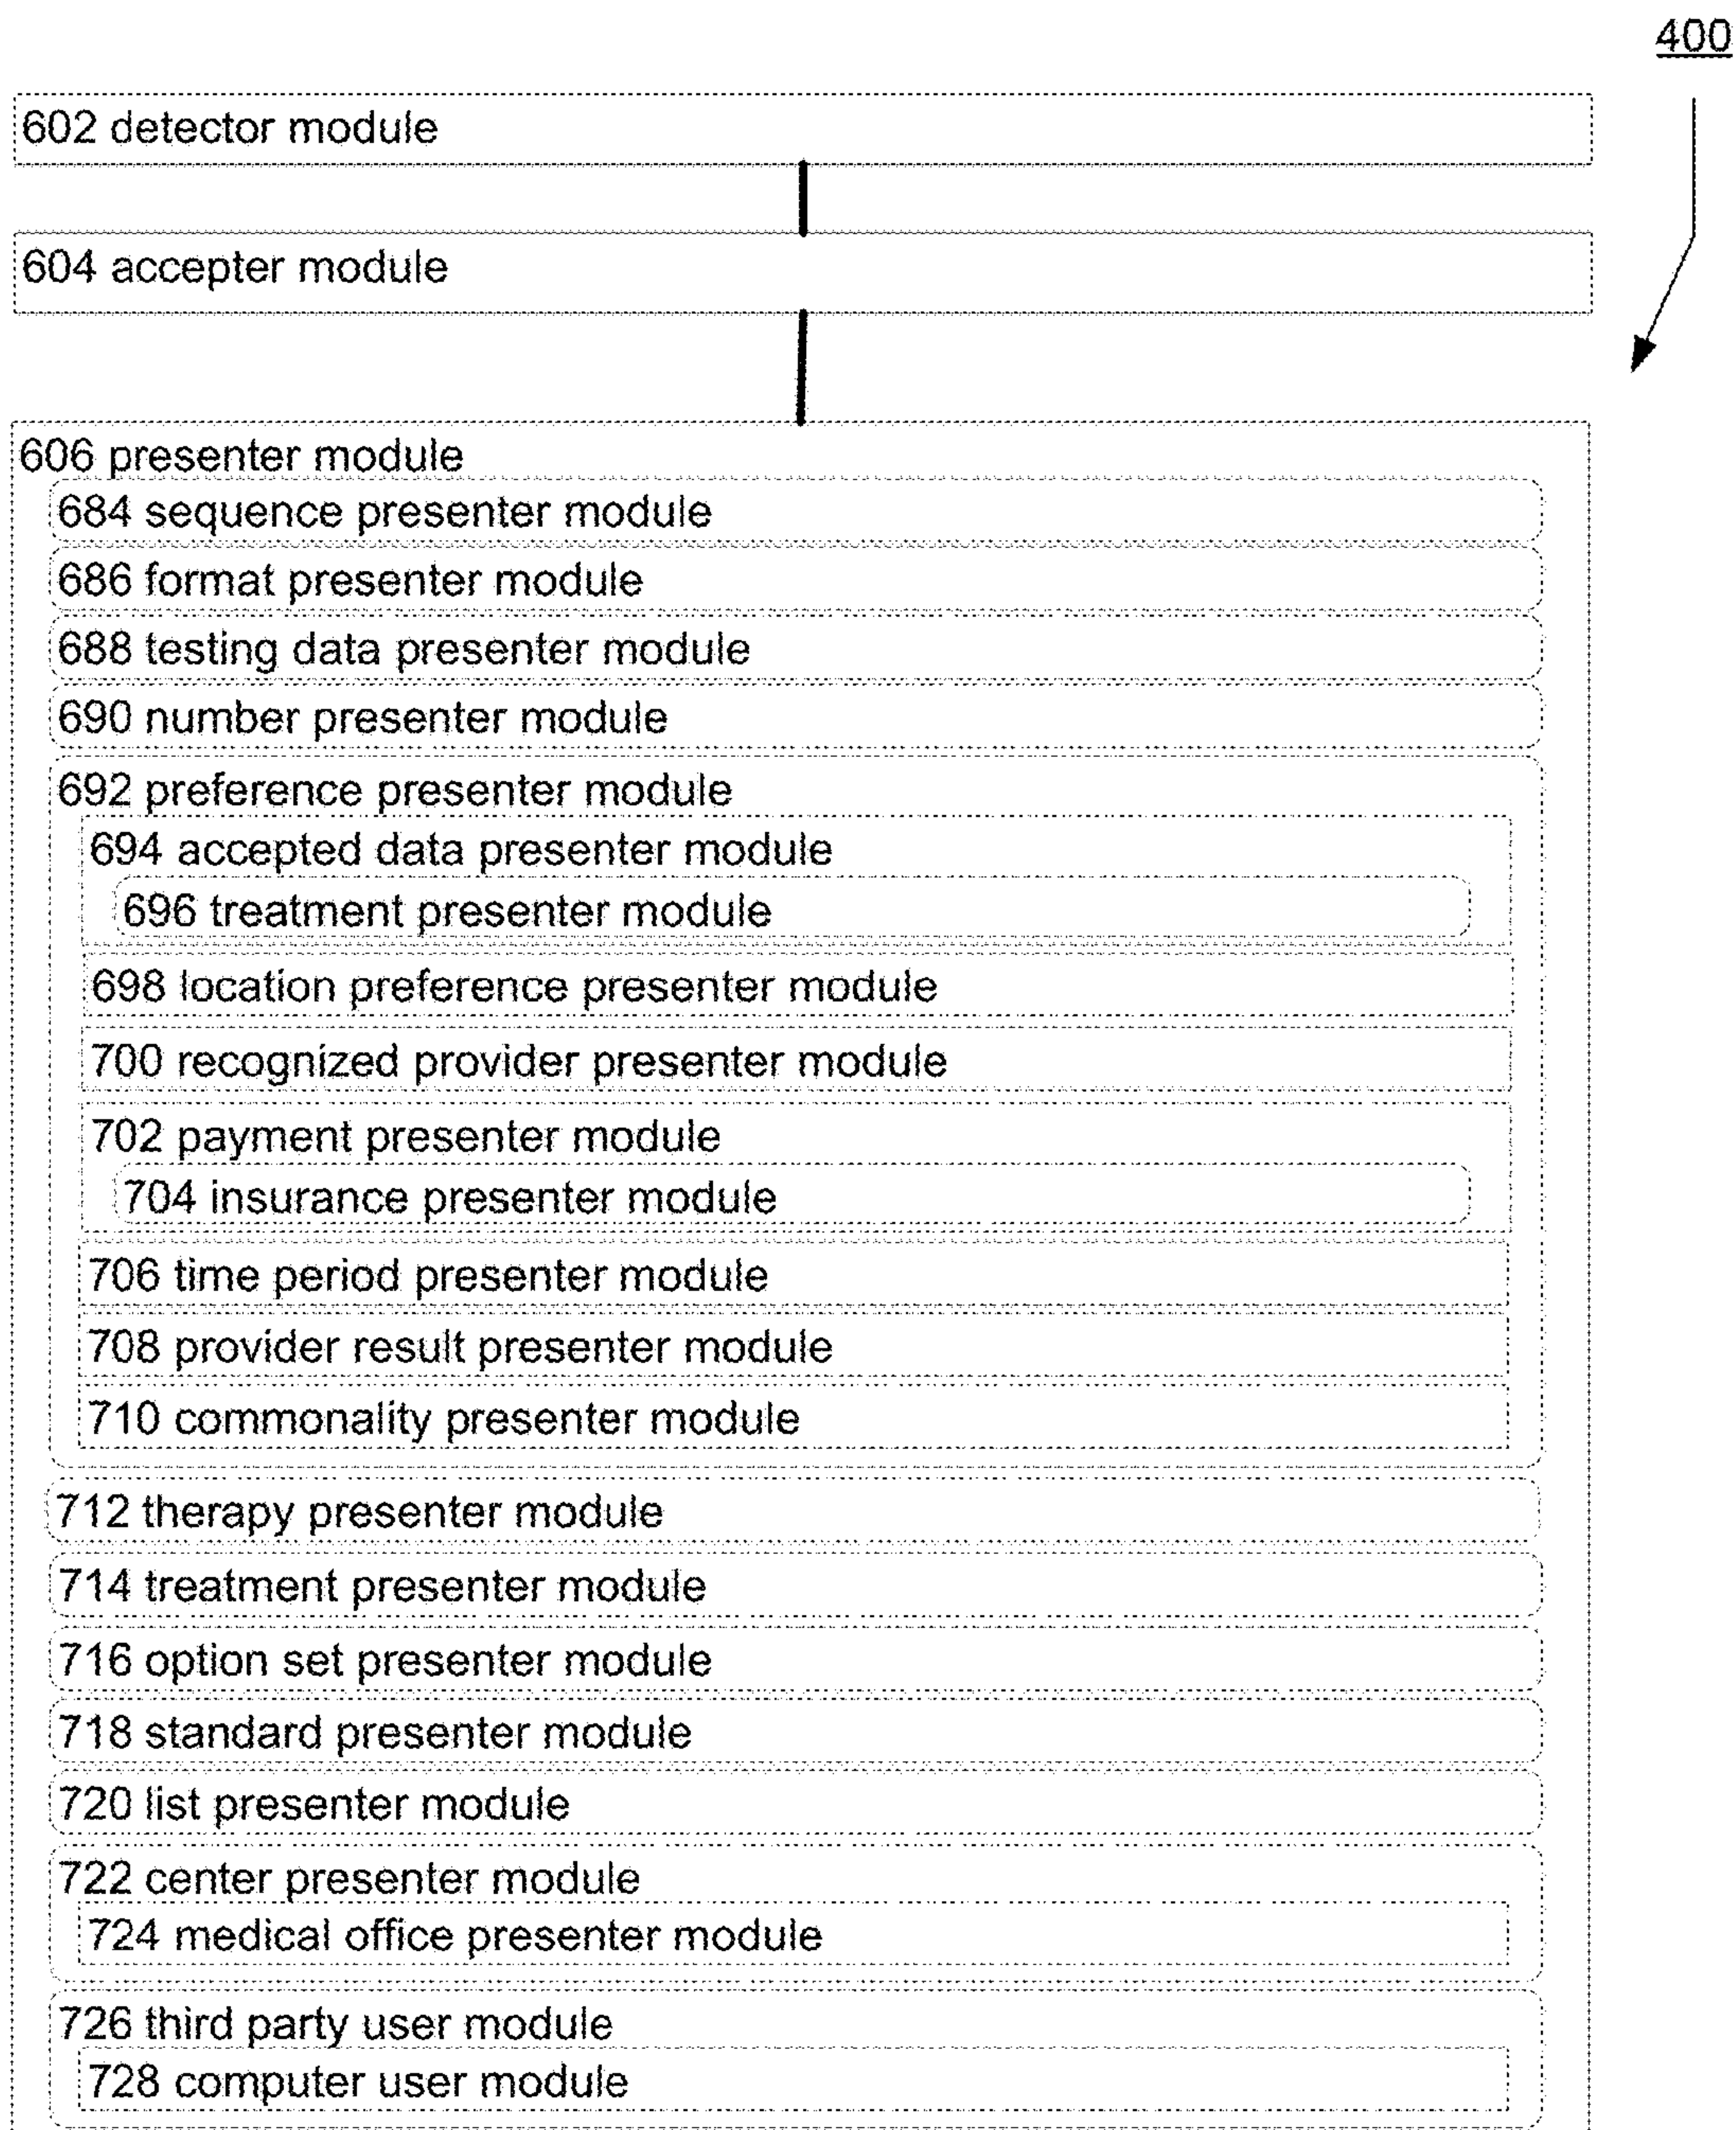 400
602 detector module
604 accepter module
606 presenter module
684 sequence presenter module
686 format presenter module
688 testing data presenter module
690 number presenter module
692 preference presenter module
694 accepted data presenter module
696 treatment presenter module
698 location preference presenter module
700 recognized provider presenter module
702 payment presenter module
704 insurance presenter module
706 time period presenter module
708 provider result presenter module
710 commonality presenter module
712 therapy presenter module
714 treatment presenter module
716 option set presenter module
718 standard presenter module
720 list presenter module
722 center presenter module
724 medical office presenter module
726 third party user module
728 computer user module